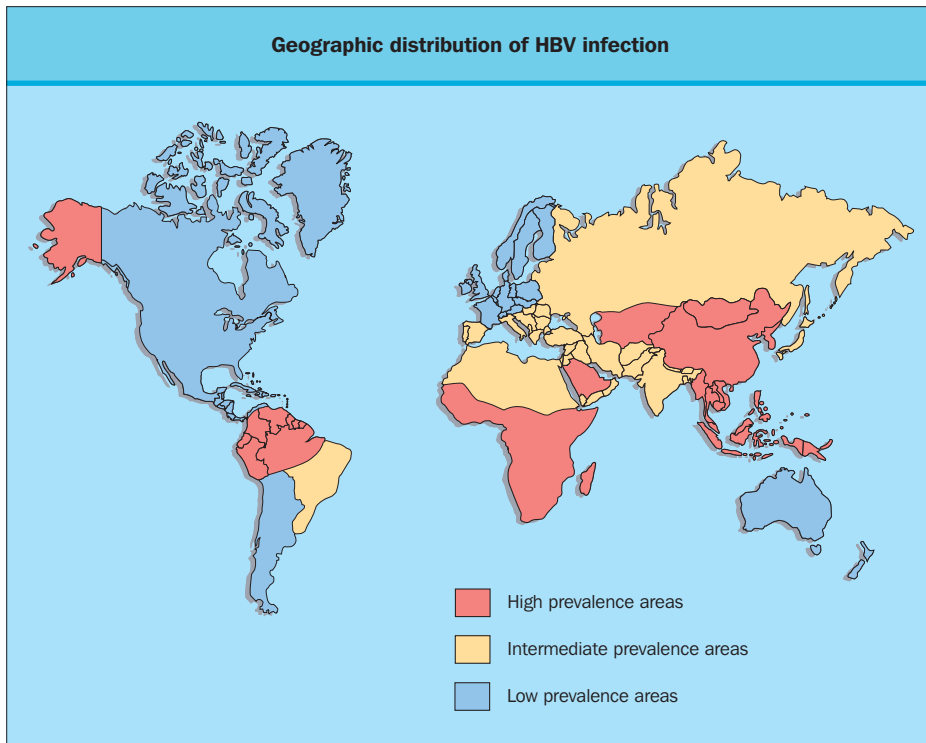 Geographic distribution of HBV infection
High prevalence areas
Intermediate prevalence areas
Low prevalence areas